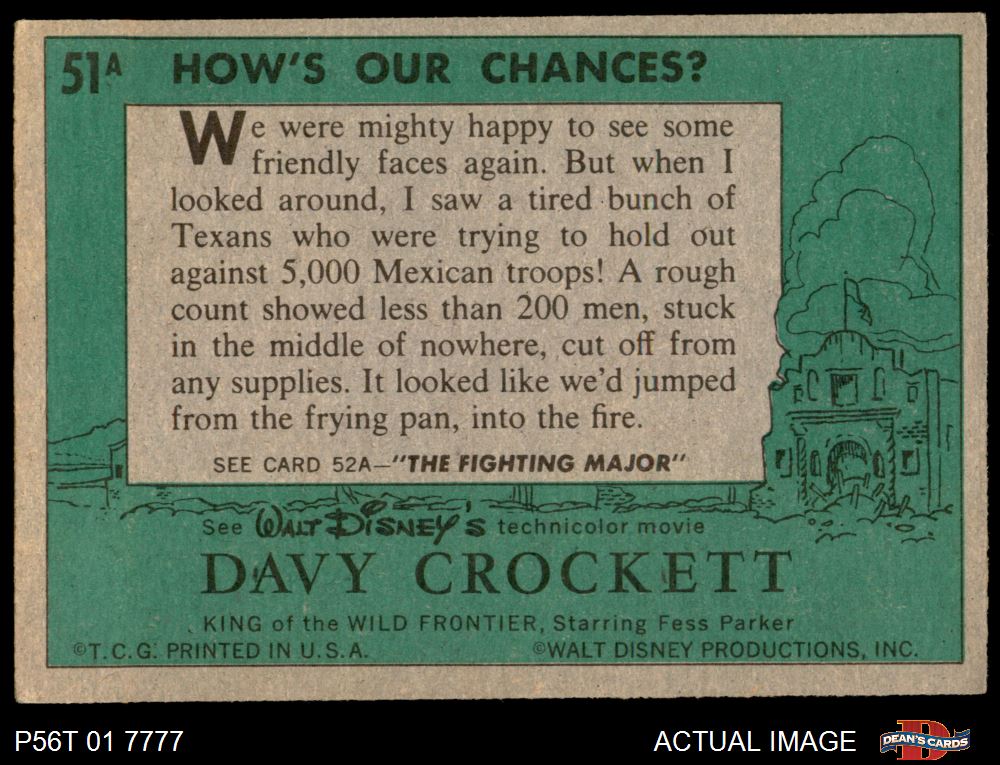 51A HOW'S OUR CHANCES?
We were mighty happy to see some
friendly faces again. But when I
looked around, I saw a tired bunch of
Texans who were trying to hold out
against 5,000 Mexican troops! A rough
count showed less than 200 men, stuck
in the middle of nowhere, cut off from
any supplies. It looked like we'd jumped
from the frying pan, into the fire.
SEE CARD 52A—"THE FIGHTING MAJOR"
See WALT DISNEY'S technicolor movie
DAVY CROCKETT
KING of the WILD FRONTIER, Starring Fess Parker
©T.C.G. PRINTED IN U.S.A. ©WALT DISNEY PRODUCTIONS, INC.
P56T 01 7777 ACTUAL IMAGE DEAN'S CARDS